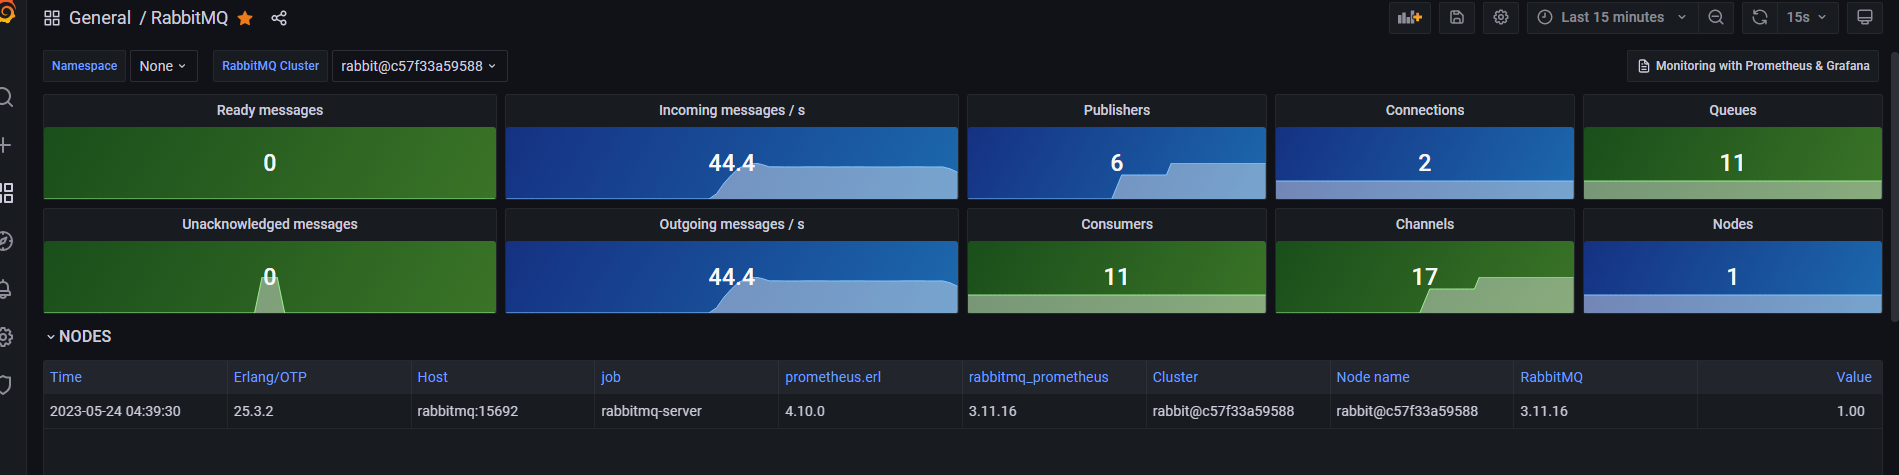 General / RabbitMQ
Last 15 minutes
15s
Namespace None RabbitMQ Cluster rabbit@c57f33a59588 Monitoring with Prometheus & Grafana
Ready messages Incoming messages / s Publishers Connections Queues
0 44.4 6 2 11
Unacknowledged messages Outgoing messages / s Consumers Channels Nodes
0 44.4 11 17 1
NODES
Time Erlang/OTP Host job prometheus.erl rabbitmq_prometheus Cluster Node name RabbitMQ Value
2023-05-24 04:39:30 25.3.2 rabbitmq:15692 rabbitmq-server 4.10.0 3.11.16 rabbit@c57f33a59588 rabbit@c57f33a59588 3.11.16 1.00